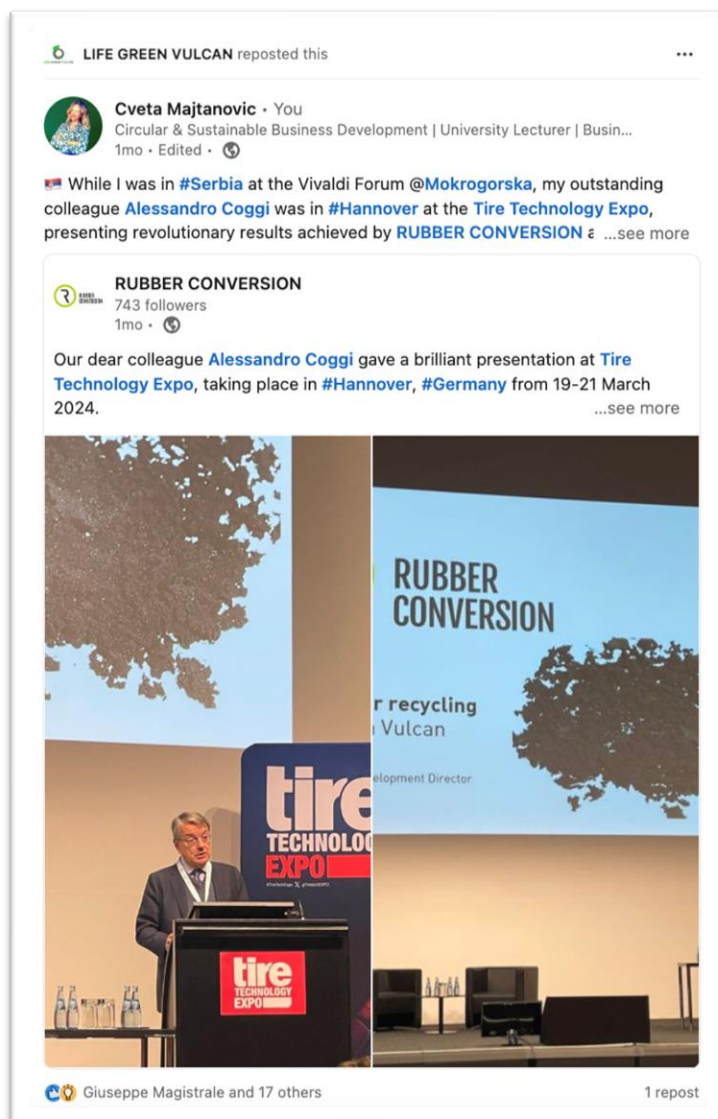 LIFE GREEN VULCAN reposted this
Cveta Majtanovic • You
Circular & Sustainable Business Development | University Lecturer | Busin...
1mo • Edited •
While I was in #Serbia at the Vivaldi Forum @Mokrogorska, my outstanding
colleague Alessandro Coggi was in #Hannover at the Tire Technology Expo,
presenting revolutionary results achieved by RUBBER CONVERSION a ...see more
RUBBER CONVERSION
743 followers
1mo •
Our dear colleague Alessandro Coggi gave a brilliant presentation at Tire
Technology Expo, taking place in #Hannover, #Germany from 19-21 March
2024. ...see more
RUBBER
CONVERSION
r recycling
Vulcan
elopment Director
tire
TECHNOLO
EXPO
tire
TECHNOLOGY
EXPO
Giuseppe Magistrale and 17 others
1 repost